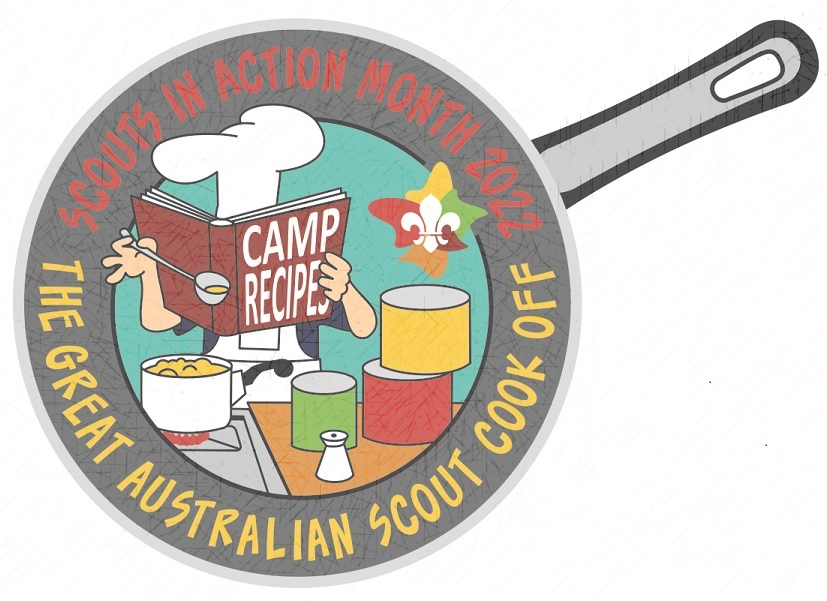 SCOUTS IN ACTION MONTH 2022
CAMP
RECIPES
THE GREAT AUSTRALIAN SCOUT COOK OFF